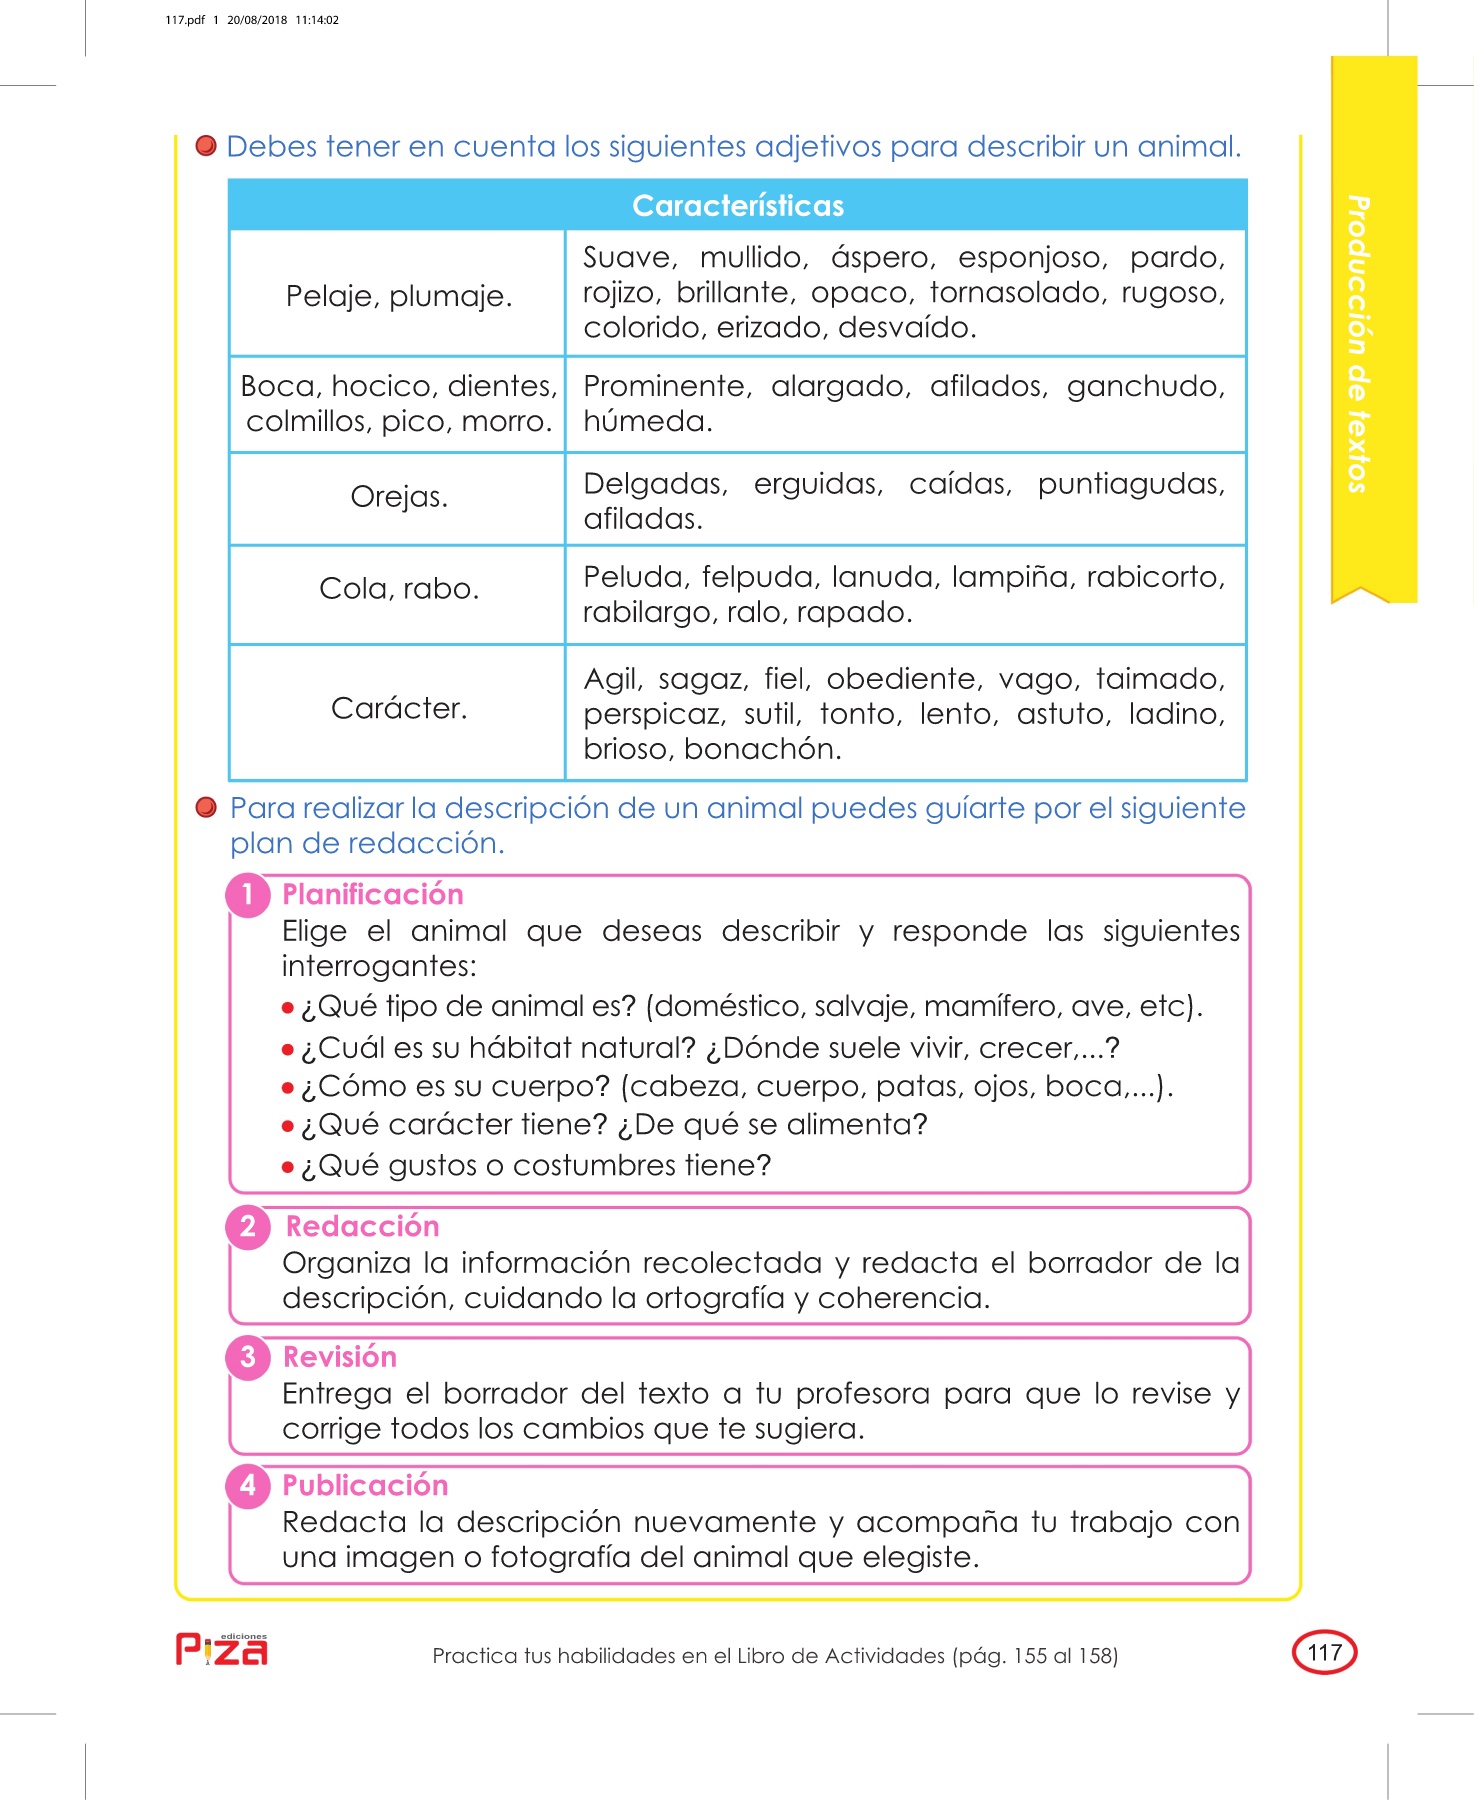 117.pdf 1 20/08/2018 11:14:02
Debes tener en cuenta los siguientes adjetivos para describir un animal.
Características
Pelaje, plumaje.
Suave, mullido, áspero, esponjoso, pardo,
rojizo, brillante, opaco, tornasolado, rugoso,
colorido, erizado, desvaído.
Boca, hocico, dientes,
colmillos, pico, morro.
Prominente, alargado, afilados, ganchudo,
húmeda.
Orejas.
Delgadas, erguidas, caídas, puntiagudas,
afiladas.
Cola, rabo.
Peluda, felpuda, lanuda, lampiña, rabicorto,
rabilargo, ralo, rapado.
Carácter.
Agil, sagaz, fiel, obediente, vago, taimado,
perspicaz, sutil, tonto, lento, astuto, ladino,
brioso, bonachón.
Para realizar la descripción de un animal puedes guíarte por el siguiente
plan de redacción.
1 Planificación
Elige el animal que deseas describir y responde las siguientes
interrogantes:
• ¿Qué tipo de animal es? (doméstico, salvaje, mamífero, ave, etc).
• ¿Cuál es su hábitat natural? ¿Dónde suele vivir, crecer,...?
• ¿Cómo es su cuerpo? (cabeza, cuerpo, patas, ojos, boca,...).
• ¿Qué carácter tiene? ¿De qué se alimenta?
• ¿Qué gustos o costumbres tiene?
2 Redacción
Organiza la información recolectada y redacta el borrador de la
descripción, cuidando la ortografía y coherencia.
3 Revisión
Entrega el borrador del texto a tu profesora para que lo revise y
corrige todos los cambios que te sugiera.
4 Publicación
Redacta la descripción nuevamente y acompaña tu trabajo con
una imagen o fotografía del animal que elegiste.
Producción de textos
ediciones
Piza
Practica tus habilidades en el Libro de Actividades (pág. 155 al 158)
117